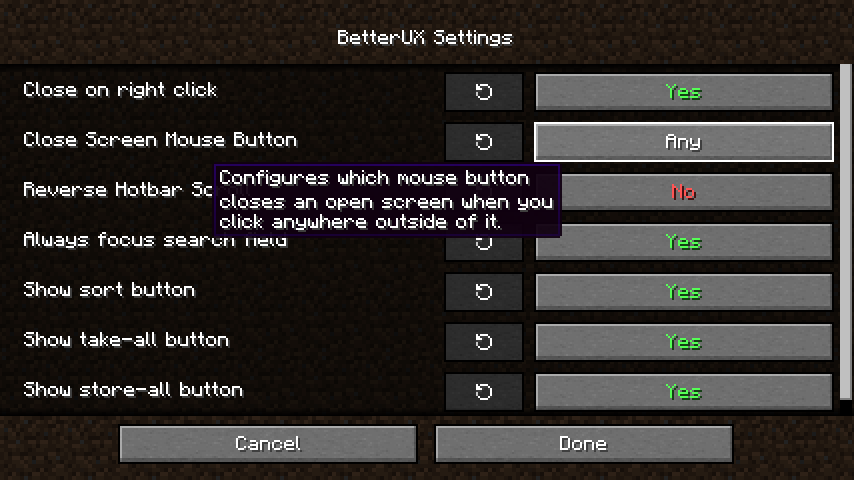 BetterUX Settings
Close on right click
Yes
Close Screen Mouse Button
Any
Configures which mouse button
closes an open screen when you
click anywhere outside of it.
Reverse Hotbar
No
Always focus search field
Yes
Show sort button
Yes
Show take-all button
Yes
Show store-all button
Yes
Cancel
Done